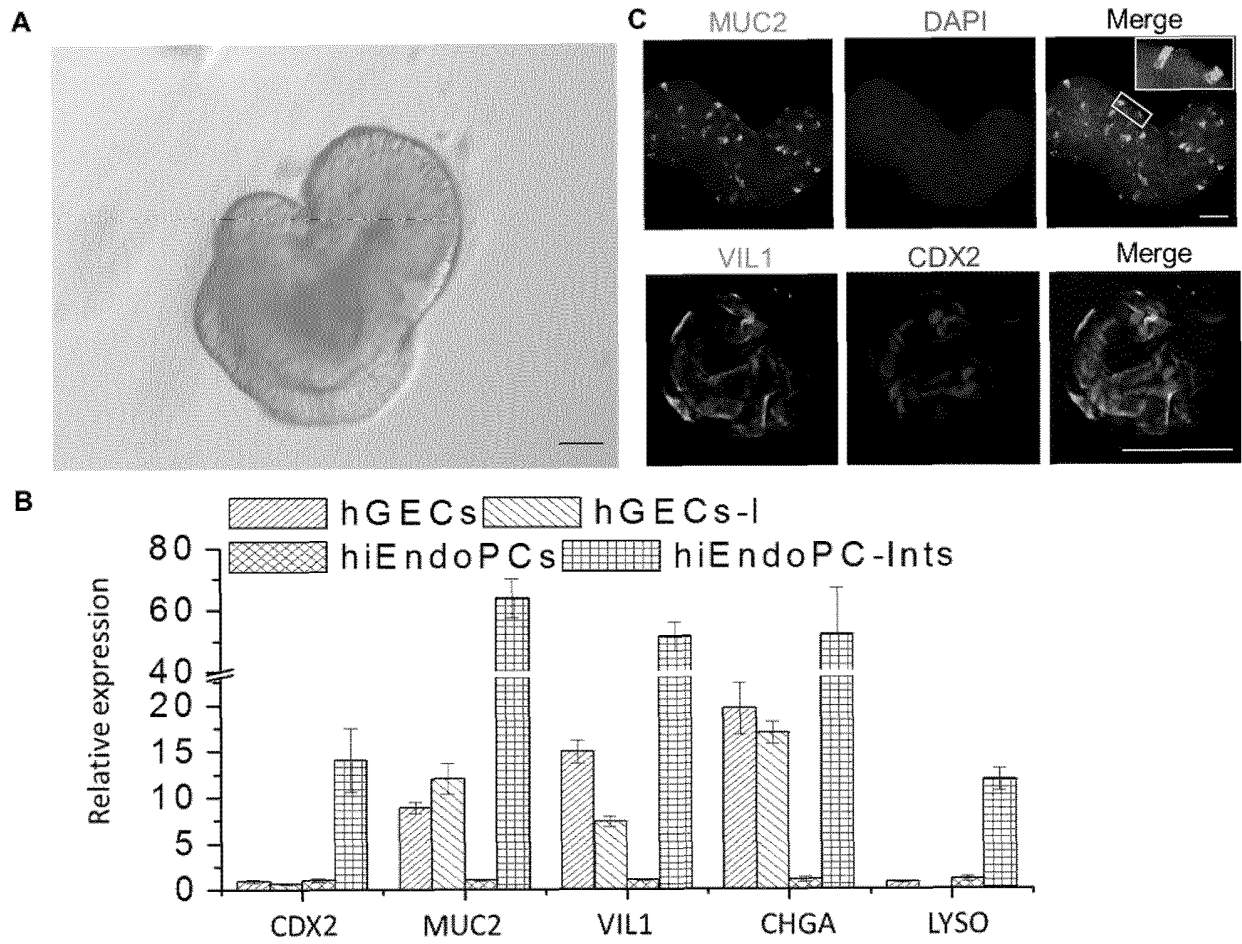 A
C
MUC2 DAPI Merge
VIL1 CDX2 Merge
B
hGECs hGECs-I
hiEndoPCs hiEndoPC-Ints
Relative expression
80
60
40
20
15
10
5
0
CDX2 MUC2 VIL1 CHGA LYSO